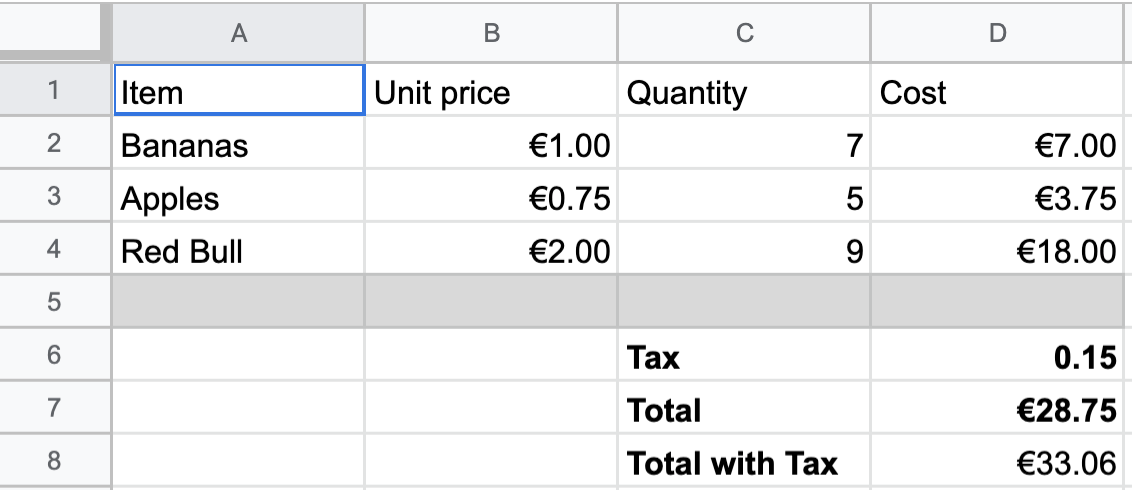 A B C D
1 Item Unit price Quantity Cost
2 Bananas €1.00 7 €7.00
3 Apples €0.75 5 €3.75
4 Red Bull €2.00 9 €18.00
5
6 Tax 0.15
7 Total €28.75
8 Total with Tax €33.06